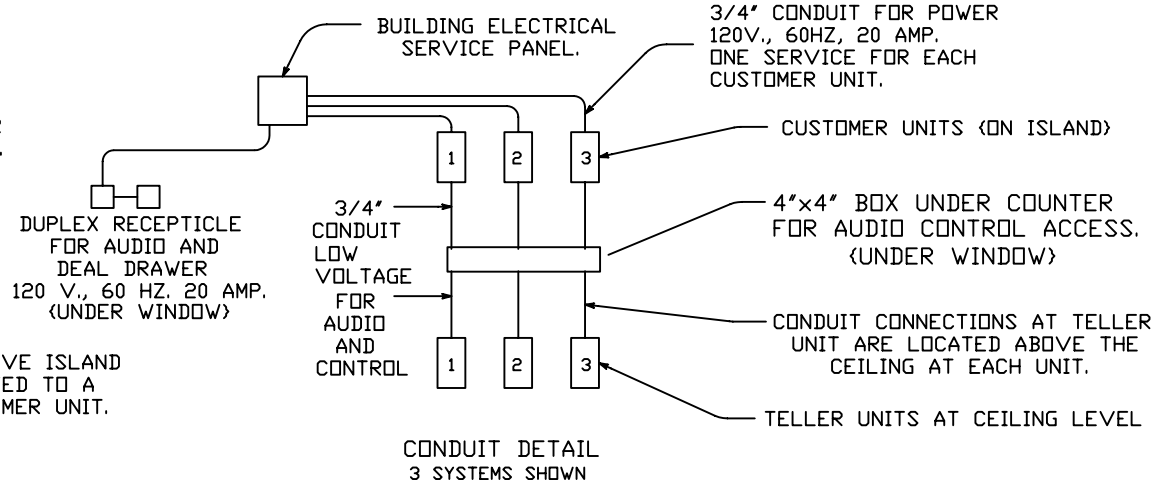 BUILDING ELECTRICAL
SERVICE PANEL.
3/4" CONDUIT FOR POWER
120V., 60HZ, 20 AMP.
ONE SERVICE FOR EACH
CUSTOMER UNIT.
CUSTOMER UNITS (ON ISLAND)
1
2
3
DUPLEX RECEPTICLE
FOR AUDIO AND
DEAL DRAWER
120 V., 60 HZ. 20 AMP.
(UNDER WINDOW)
3/4"
CONDUIT
LOW
VOLTAGE
FOR
AUDIO
AND
CONTROL
4"x4" BOX UNDER COUNTER
FOR AUDIO CONTROL ACCESS.
(UNDER WINDOW)
CONDUIT CONNECTIONS AT TELLER
UNIT ARE LOCATED ABOVE THE
CEILING AT EACH UNIT.
VE ISLAND
ED TO A
MER UNIT.
1
2
3
TELLER UNITS AT CEILING LEVEL
CONDUIT DETAIL
3 SYSTEMS SHOWN